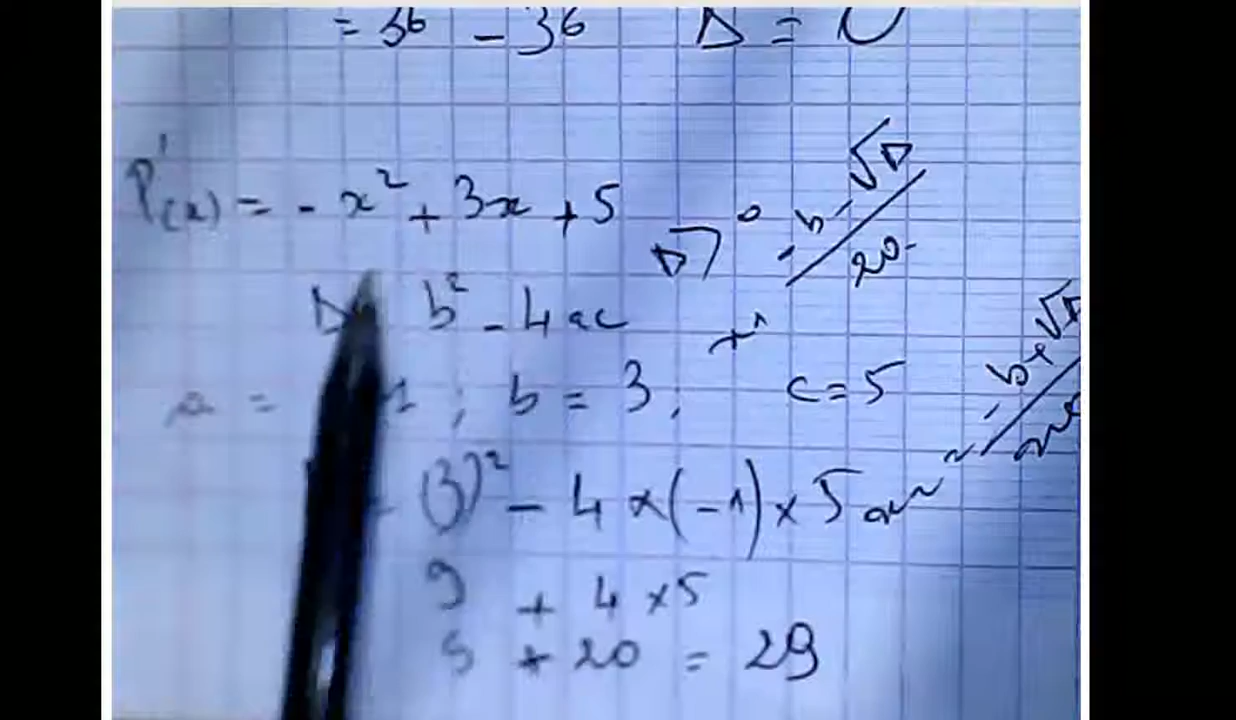 = 36 - 36 Δ = 0
P'(x) = - x² + 3x + 5
Δ > 0
-b - √Δ
2a
Δ b² - 4ac
x'
a = 1 ; b = 3 ; c = 5
-b + √Δ
(3)² - 4 × (-1) × 5
9 + 4 × 5
9 + 20 = 29